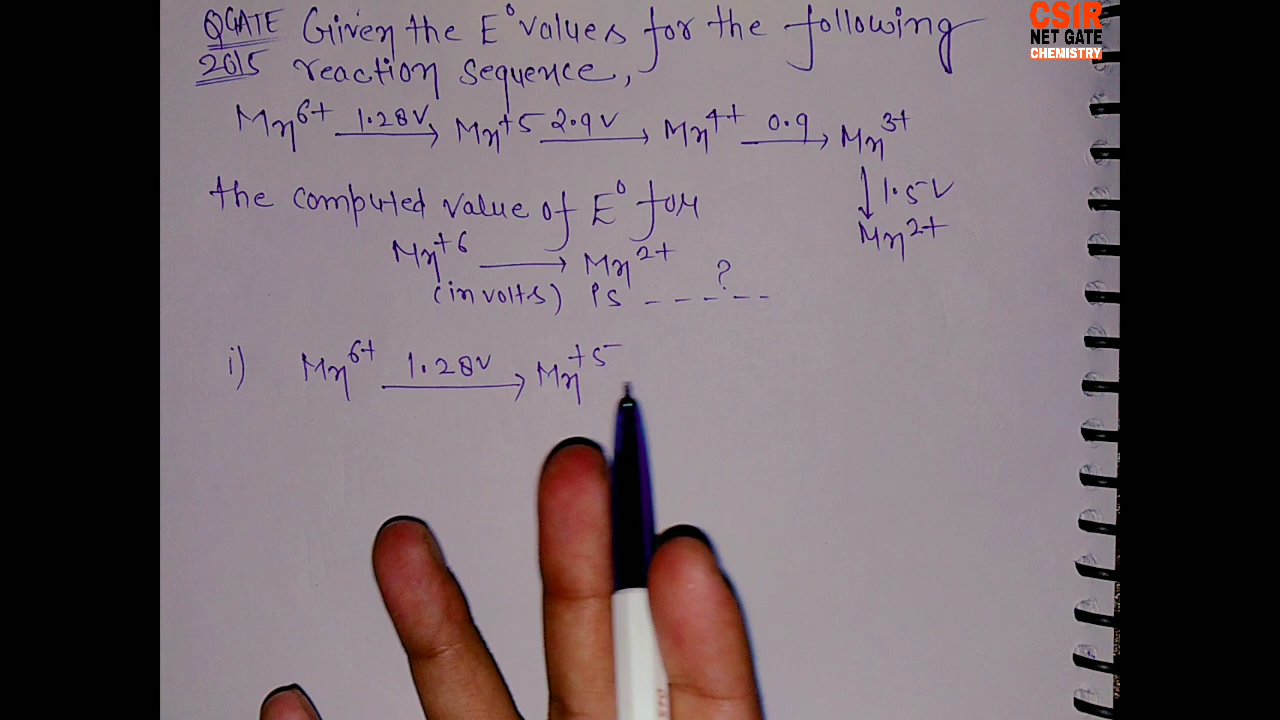 QGATE Given the E° values for the following
2015 reaction sequence,
Mn6+ 1.28V→ Mn+5 2.9V→ Mn4+ 0.9→ Mn3+
↓1.5V
Mn2+
the computed value of E° for
Mn+6 → Mn2+
(in volts) is -----?
i) Mn6+ 1.28V→ Mn+5
CSIR
NET GATE
CHEMISTRY